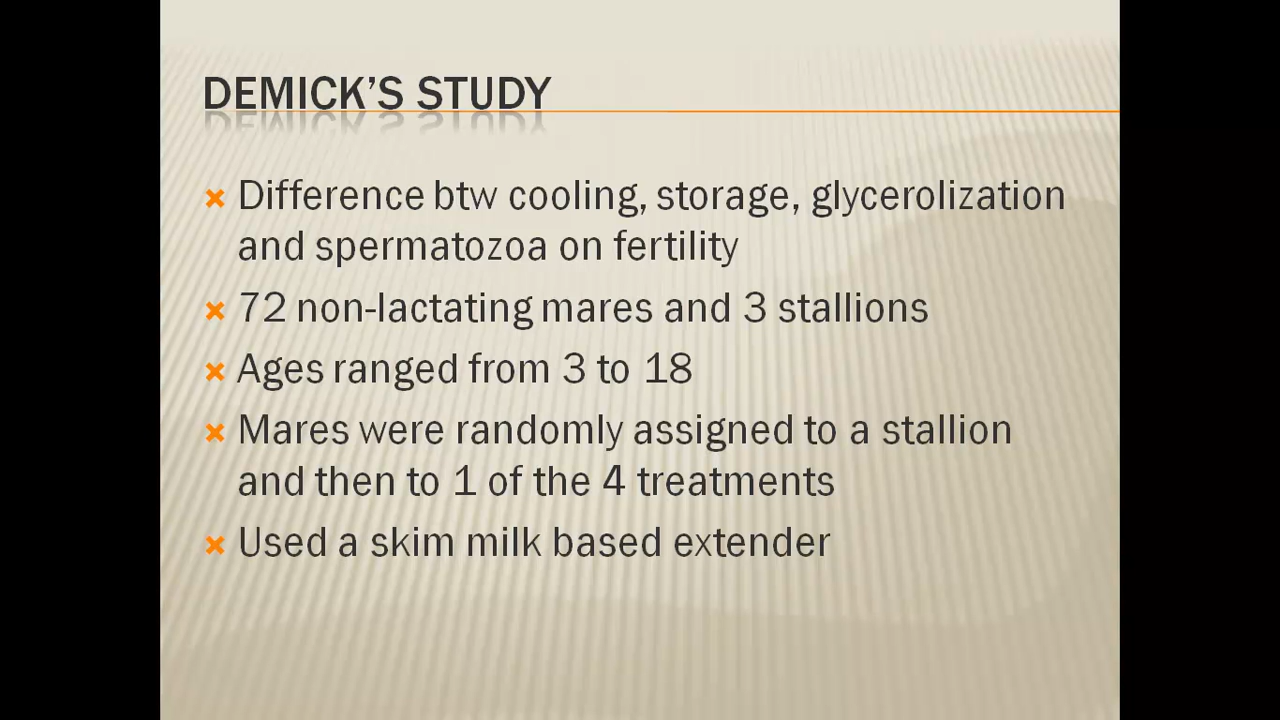 DEMICK'S STUDY
Difference btw cooling, storage, glycerolization
and spermatozoa on fertility
72 non-lactating mares and 3 stallions
Ages ranged from 3 to 18
Mares were randomly assigned to a stallion
and then to 1 of the 4 treatments
Used a skim milk based extender